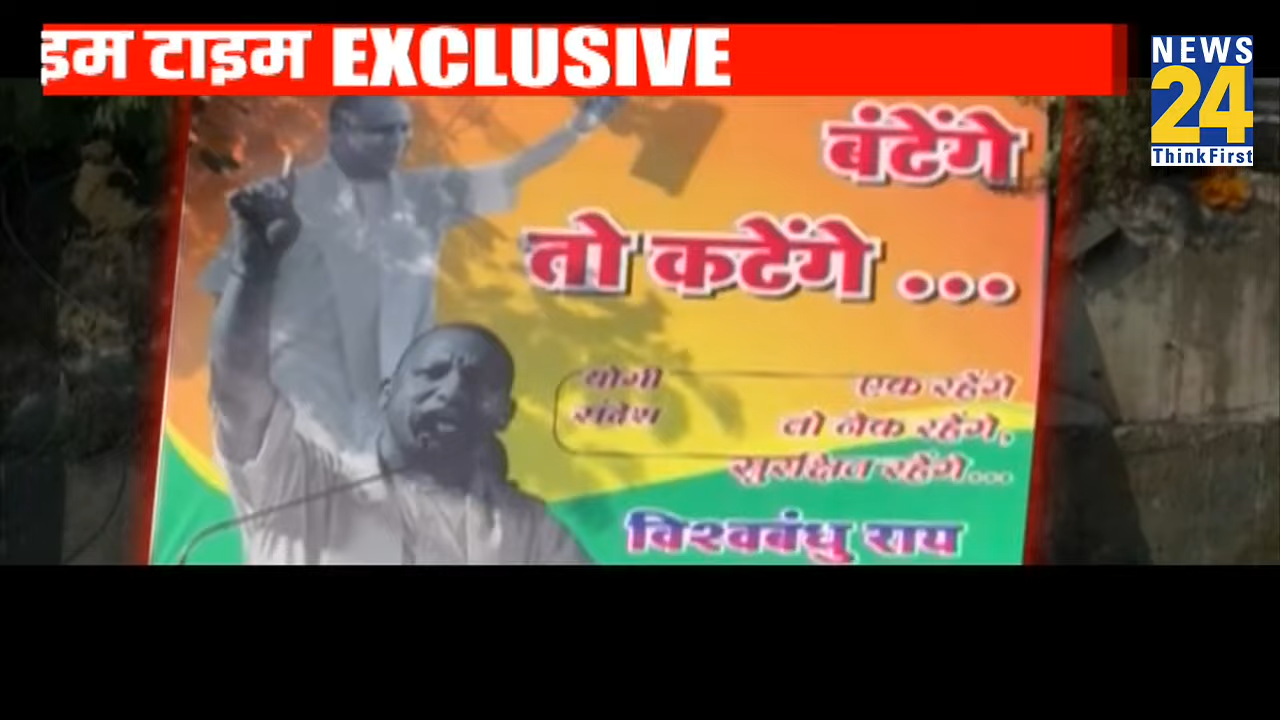 इम टाइम EXCLUSIVE
NEWS
24
ThinkFirst
बंटेंगे
तो कटेंगे ...
योगी
संदेश
एक रहेंगे
तो नेक रहेंगे,
सुरक्षित रहेंगे...
विश्वबंधु राय